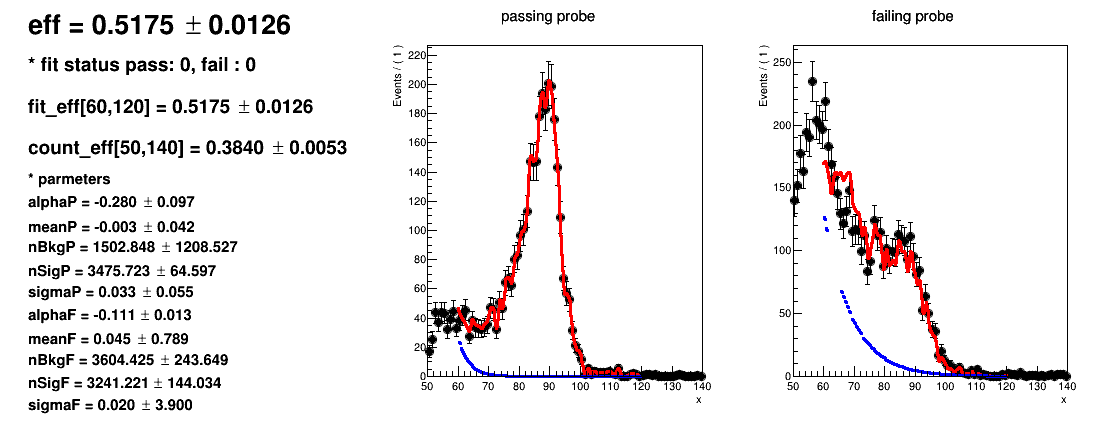 eff = 0.5175 ± 0.0126
* fit status pass: 0, fail : 0
fit_eff[60,120] = 0.5175 ± 0.0126
count_eff[50,140] = 0.3840 ± 0.0053
* parmeters
alphaP = -0.280 ± 0.097
meanP = -0.003 ± 0.042
nBkgP = 1502.848 ± 1208.527
nSigP = 3475.723 ± 64.597
sigmaP = 0.033 ± 0.055
alphaF = -0.111 ± 0.013
meanF = 0.045 ± 0.789
nBkgF = 3604.425 ± 243.649
nSigF = 3241.221 ± 144.034
sigmaF = 0.020 ± 3.900
passing probe
Events / ( 1 )
220
200
180
160
140
120
100
80
60
40
20
0
50 60 70 80 90 100 110 120 130 140
x
failing probe
Events / ( 1 )
250
200
150
100
50
0
50 60 70 80 90 100 110 120 130 140
x